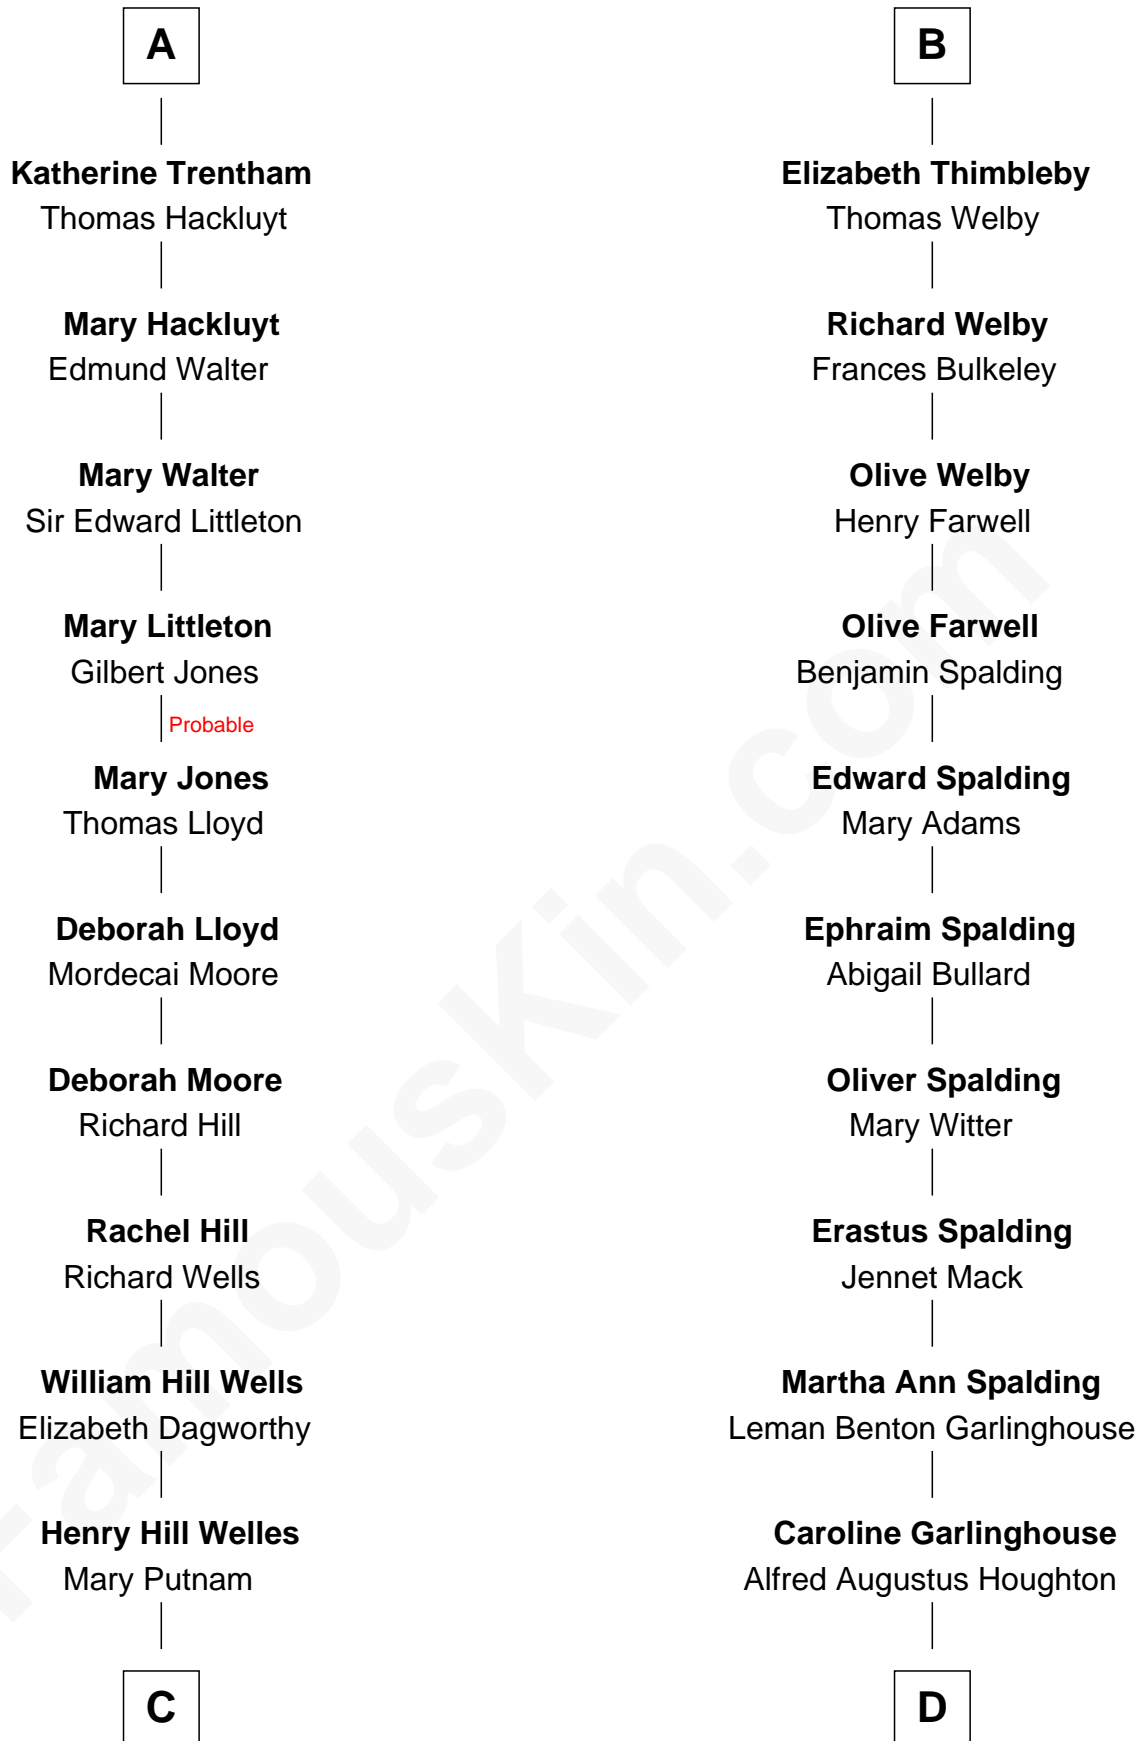 A
Katherine Trentham
Thomas Hackluyt
Mary Hackluyt
Edmund Walter
Mary Walter
Sir Edward Littleton
Mary Littleton
Gilbert Jones
Probable
Mary Jones
Thomas Lloyd
Deborah Lloyd
Mordecai Moore
Deborah Moore
Richard Hill
Rachel Hill
Richard Wells
William Hill Wells
Elizabeth Dagworthy
Henry Hill Welles
Mary Putnam
C
B
Elizabeth Thimbleby
Thomas Welby
Richard Welby
Frances Bulkeley
Olive Welby
Henry Farwell
Olive Farwell
Benjamin Spalding
Edward Spalding
Mary Adams
Ephraim Spalding
Abigail Bullard
Oliver Spalding
Mary Witter
Erastus Spalding
Jennet Mack
Martha Ann Spalding
Leman Benton Garlinghouse
Caroline Garlinghouse
Alfred Augustus Houghton
D
FamousKin.com